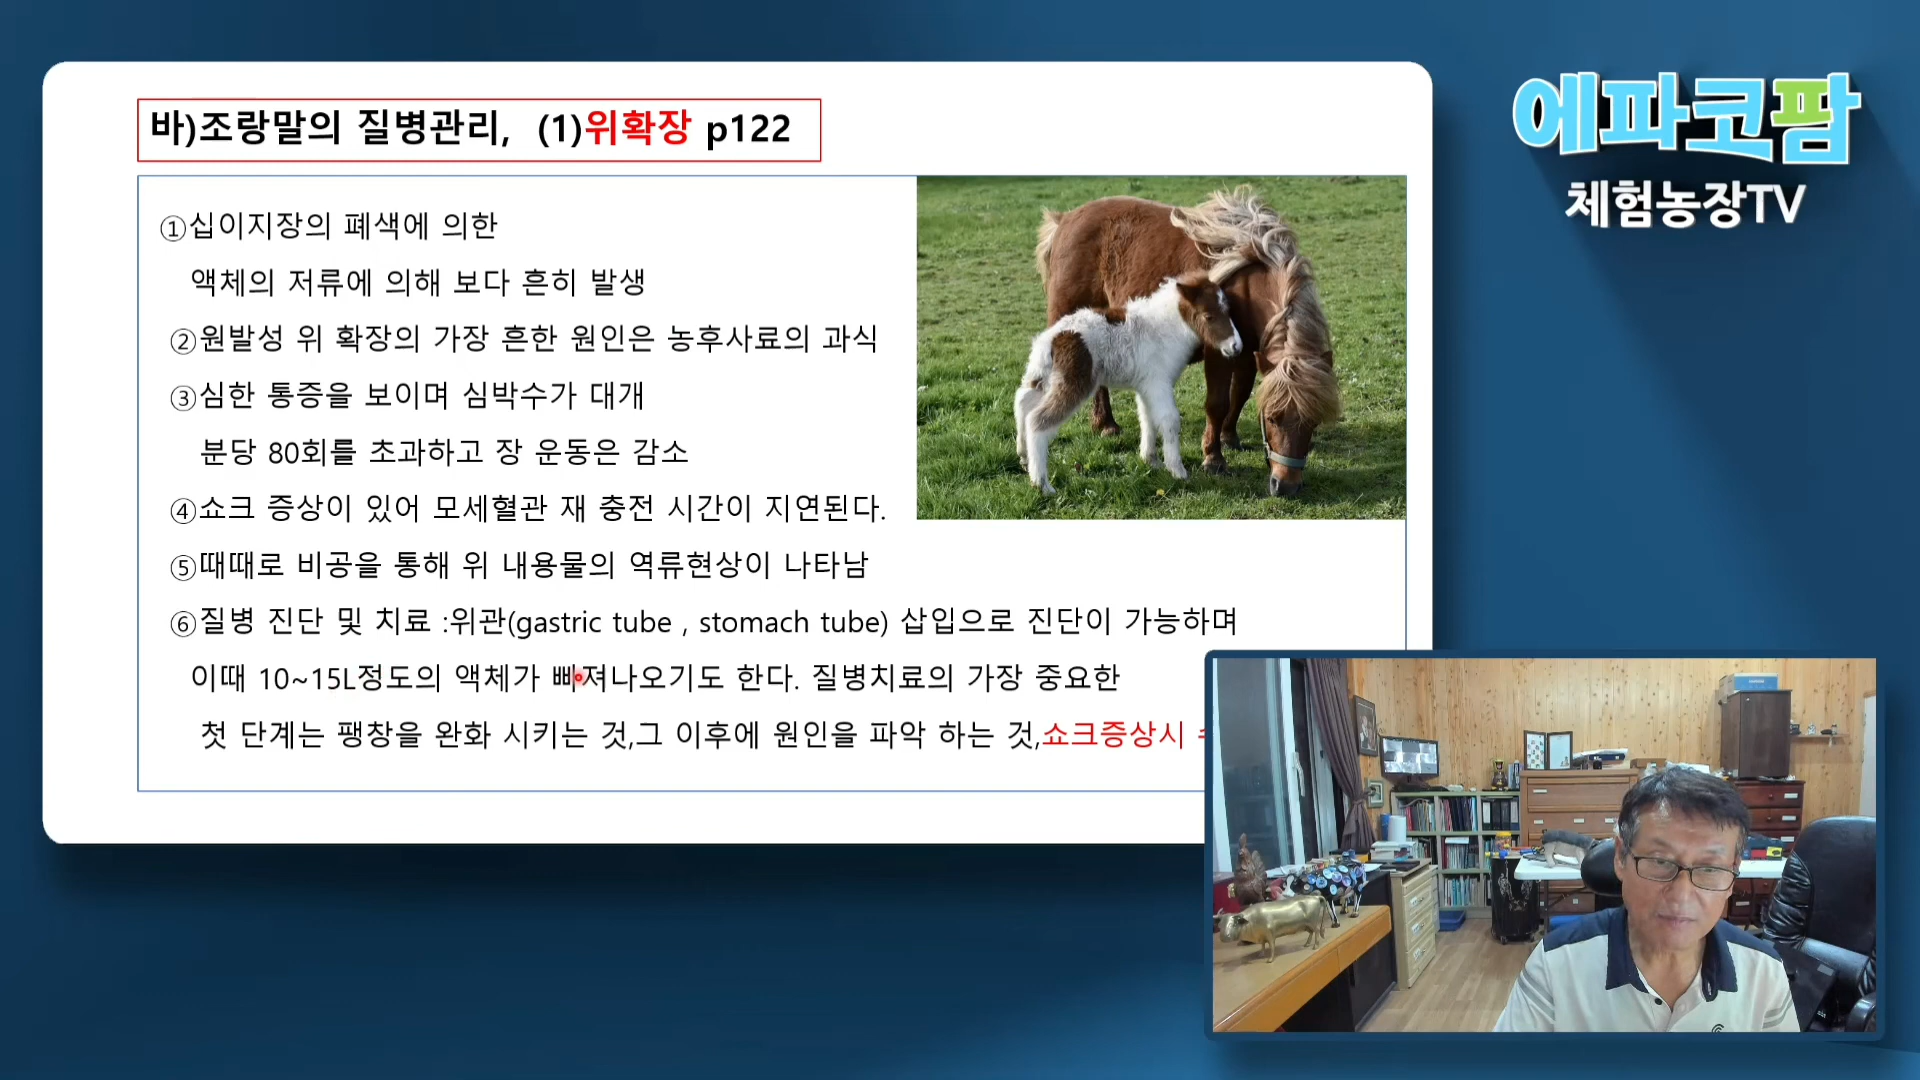 바)조랑말의 질병관리, (1)위확장 p122
①십이지장의 폐색에 의한
액체의 저류에 의해 보다 흔히 발생
②원발성 위 확장의 가장 흔한 원인은 농후사료의 과식
③심한 통증을 보이며 심박수가 대개
분당 80회를 초과하고 장 운동은 감소
④쇼크 증상이 있어 모세혈관 재 충전 시간이 지연된다.
⑤때때로 비공을 통해 위 내용물의 역류현상이 나타남
⑥질병 진단 및 치료 :위관(gastric tube , stomach tube) 삽입으로 진단이 가능하며
이때 10~15L정도의 액체가 빠져나오기도 한다. 질병치료의 가장 중요한
첫 단계는 팽창을 완화 시키는 것,그 이후에 원인을 파악 하는 것,쇼크증상시
에파코팜
체험농장TV